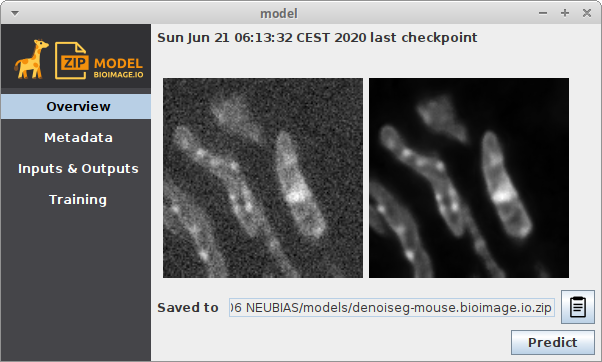 model
ZIP MODEL
BIOIMAGE.IO
Sun Jun 21 06:13:32 CEST 2020 last checkpoint
Overview
Metadata
Inputs & Outputs
Training
Saved to
NEUBIAS/models/denoiseg-mouse.bioimage.io.zip
Predict